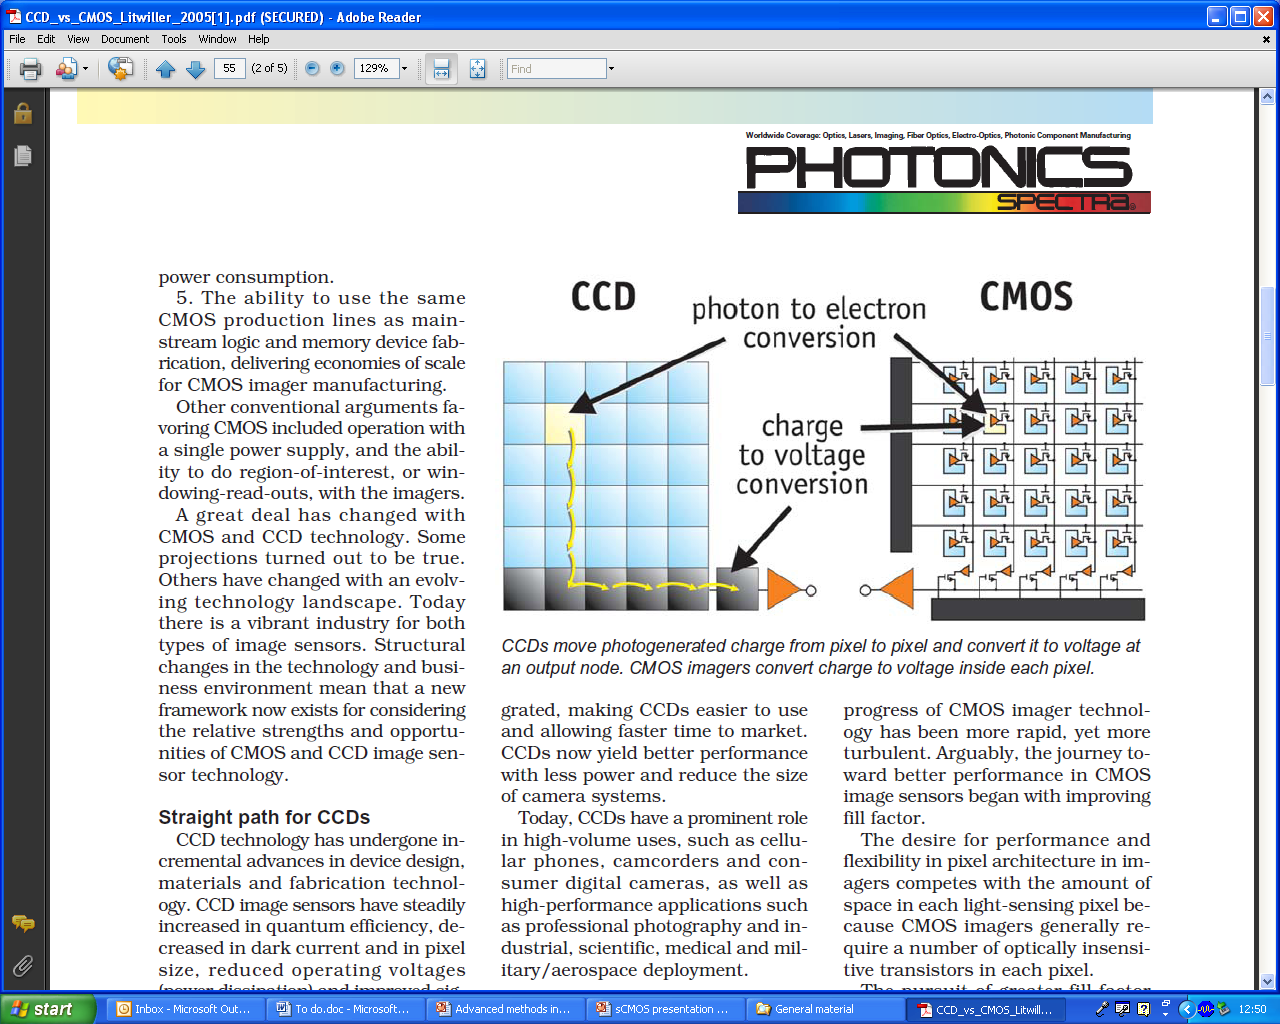 CCD_vs_CMOS_Litwiller_2005[1].pdf (SECURED) - Adobe Reader
File Edit View Document Tools Window Help
55 (2 of 5) 129% Find
Worldwide Coverage: Optics, Lasers, Imaging, Fiber Optics, Electro-Optics, Photonic Component Manufacturing
PHOTONICS
SPECTRA®
power consumption.
5. The ability to use the same
CMOS production lines as main-
stream logic and memory device fab-
rication, delivering economies of scale
for CMOS imager manufacturing.
Other conventional arguments fa-
voring CMOS included operation with
a single power supply, and the abil-
ity to do region-of-interest, or win-
dowing-read-outs, with the imagers.
A great deal has changed with
CMOS and CCD technology. Some
projections turned out to be true.
Others have changed with an evolv-
ing technology landscape. Today
there is a vibrant industry for both
types of image sensors. Structural
changes in the technology and busi-
ness environment mean that a new
framework now exists for considering
the relative strengths and opportu-
nities of CMOS and CCD image sen-
sor technology.
Straight path for CCDs
CCD technology has undergone in-
cremental advances in device design,
materials and fabrication technol-
ogy. CCD image sensors have steadily
increased in quantum efficiency, de-
creased in dark current and in pixel
size, reduced operating voltages
(power dissipation) and improved sig-
CCD
CMOS
photon to electron
conversion
charge
to voltage
conversion
CCDs move photogenerated charge from pixel to pixel and convert it to voltage at
an output node. CMOS imagers convert charge to voltage inside each pixel.
grated, making CCDs easier to use
and allowing faster time to market.
CCDs now yield better performance
with less power and reduce the size
of camera systems.
Today, CCDs have a prominent role
in high-volume uses, such as cellu-
lar phones, camcorders and con-
sumer digital cameras, as well as
high-performance applications such
as professional photography and in-
dustrial, scientific, medical and mil-
itary/aerospace deployment.
progress of CMOS imager technol-
ogy has been more rapid, yet more
turbulent. Arguably, the journey to-
ward better performance in CMOS
image sensors began with improving
fill factor.
The desire for performance and
flexibility in pixel architecture in im-
agers competes with the amount of
space in each light-sensing pixel be-
cause CMOS imagers generally re-
quire a number of optically insensi-
tive transistors in each pixel.
The pursuit of greater fill factor
start Inbox - Microsoft Out... To do.doc - Microsoft... Advanced methods in... sCMOS presentation ... General material CCD_vs_CMOS_Litwill... 12:50